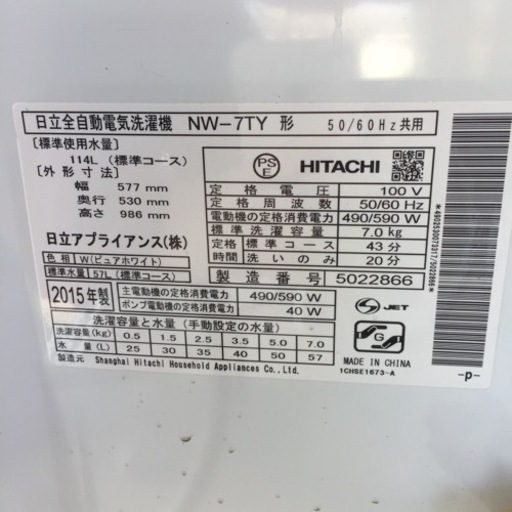 日立全自動電気洗濯機 NW-7TY 形 50/60Hz共用
[標準使用水量]
114L (標準コース)
[外形寸法]
幅 577 mm
奥行 530 mm
高さ 986 mm
日立アプライアンス(株)
色相 W(ピュアホワイト)
標準水量 57L (標準コース)
PS
E
HITACHI
定格電圧 100 V
定格周波数 50/60 Hz
電動機の定格消費電力 490/590 W
標準洗濯容量 7.0 kg
定格時間 標準コース 43分
洗いのみ 20分
製造番号 5022866
2015年製
主電動機の定格消費電力 490/590 W
ポンプ電動機の定格消費電力 40 W
S JET
洗濯容量と水量 (手動設定の水量)
洗濯容量(kg) 0.5 1.5 2.5 3.5 5.0 7.0
水量(L) 25 30 35 40 50 57
製造元 Shanghai Hitachi Household Appliances Co.,Ltd.
G
MADE IN CHINA
1CHSE1673-A
-p-
*4902530073317/5022866*